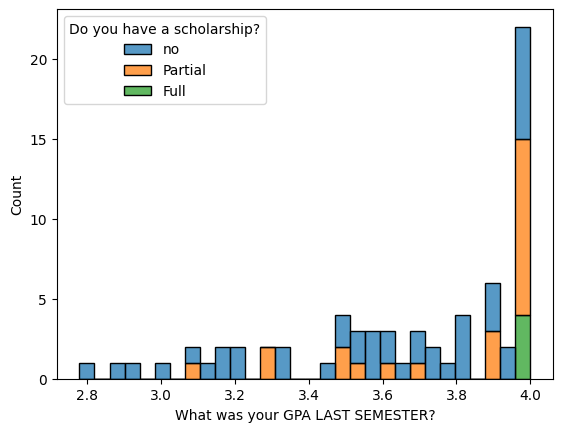 Do you have a scholarship?
no
Partial
Full
20
15
10
5
0
Count
2.8 3.0 3.2 3.4 3.6 3.8 4.0
What was your GPA LAST SEMESTER?